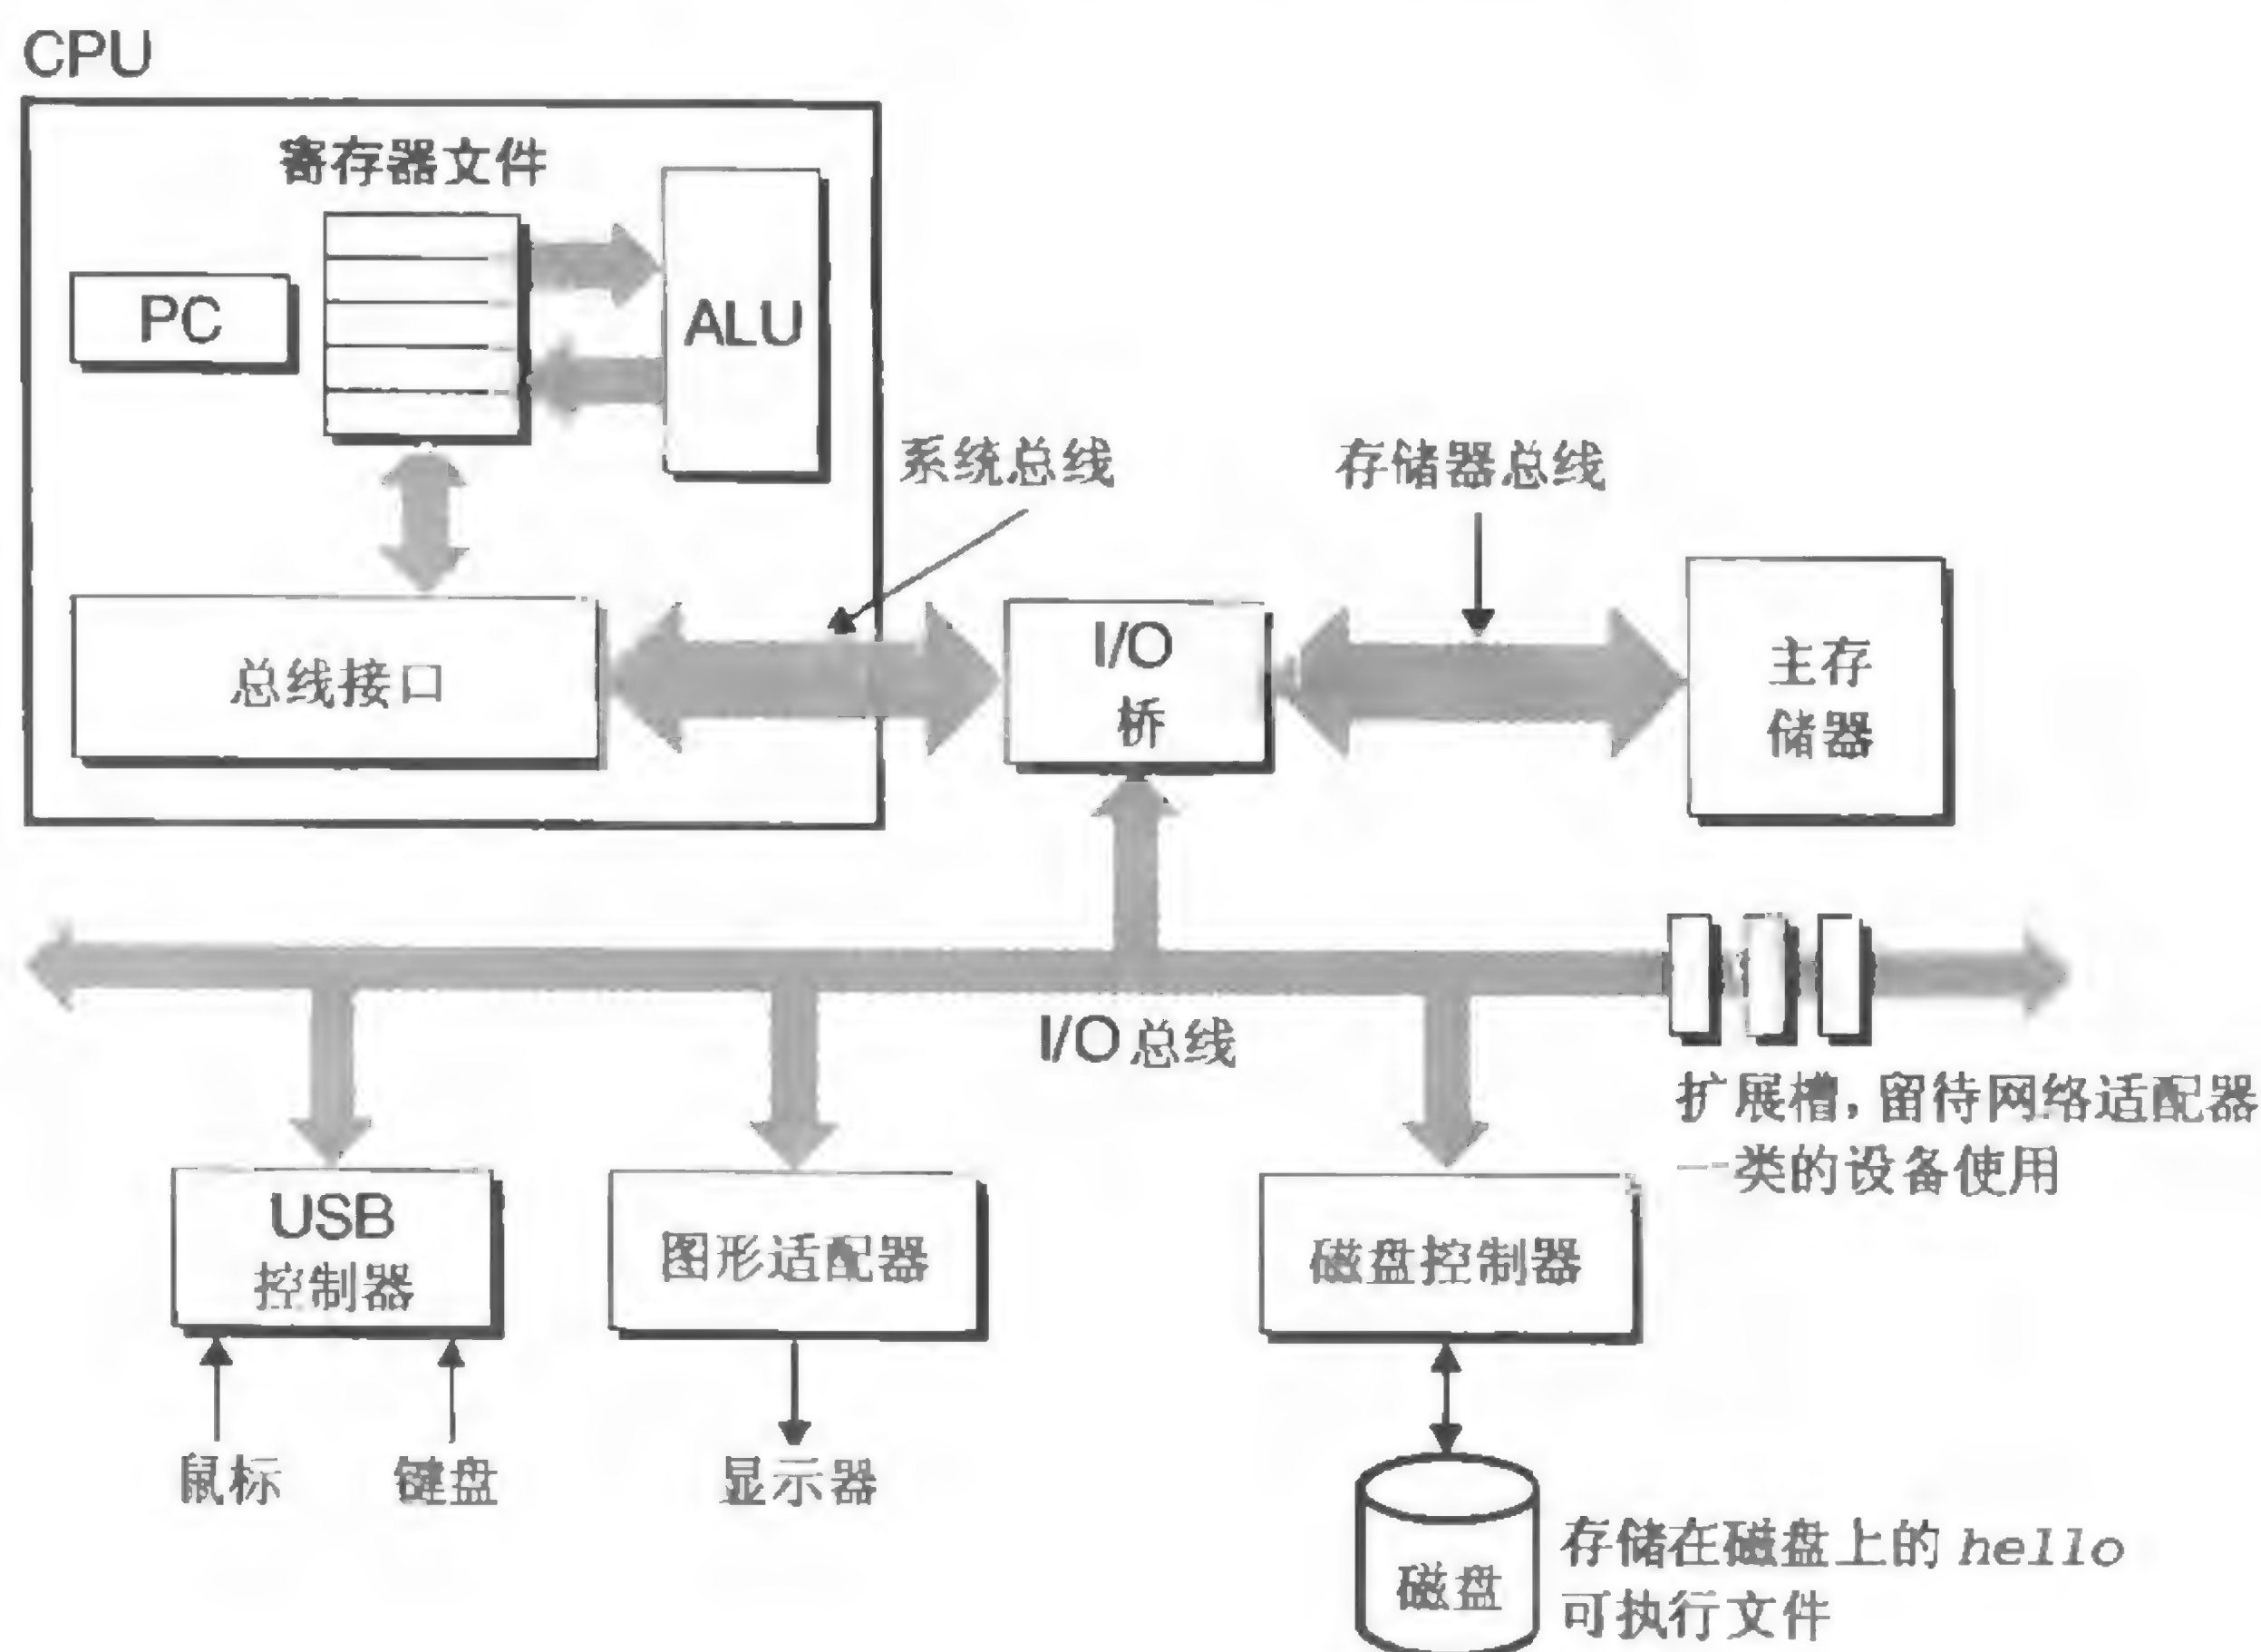 CPU
寄存器文件
PC
ALU
系统总线
存储器总线
总线接口
I/O
桥
主存
储器
I/O 总线
扩展槽,留待网络适配器
一类的设备使用
USB
控制器
图形适配器
磁盘控制器
鼠标
键盘
显示器
磁盘
存储在磁盘上的 hello
可执行文件